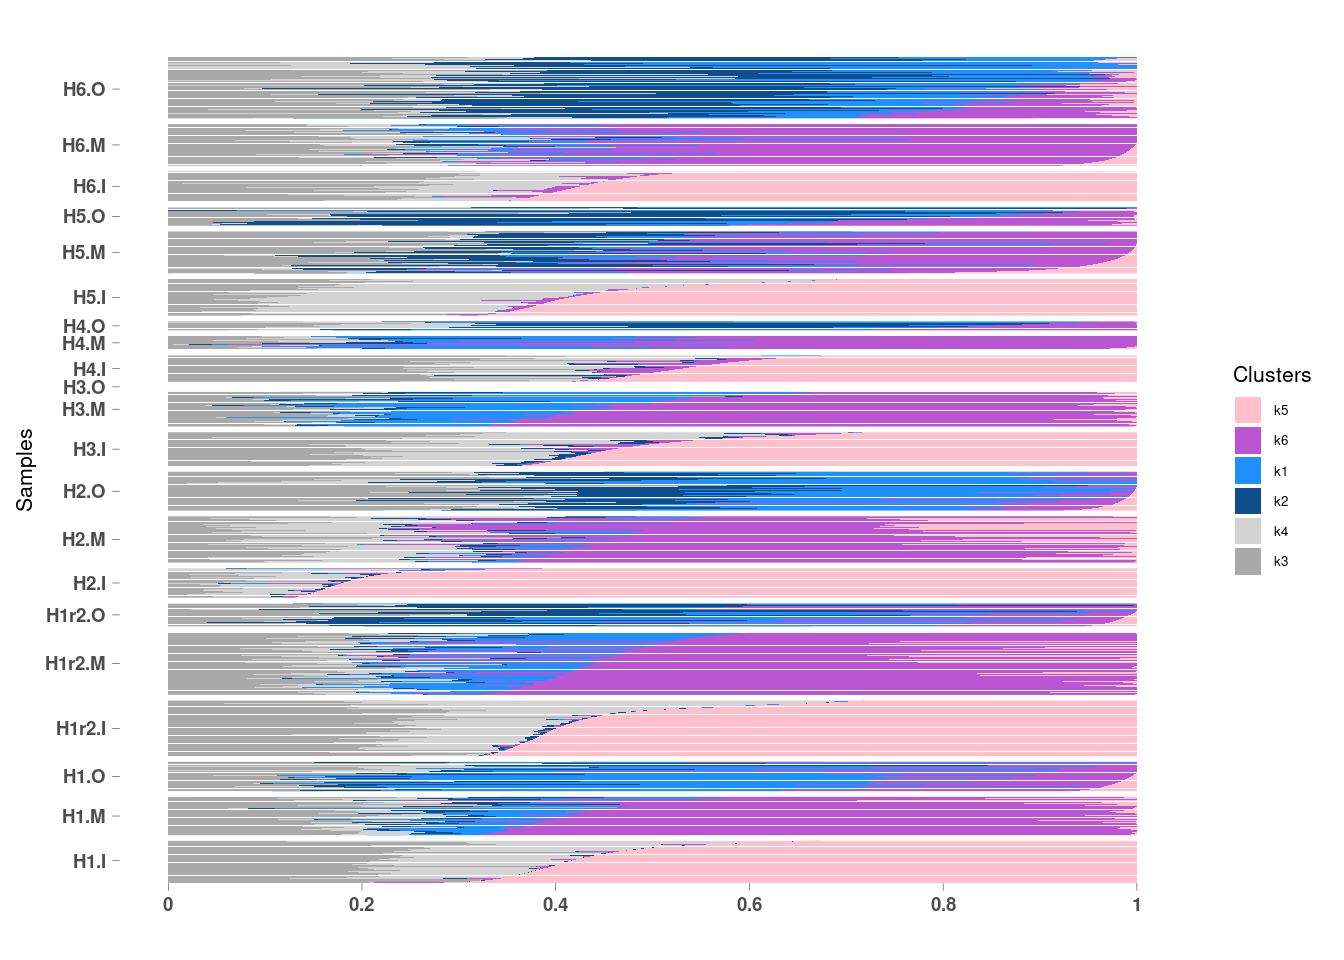 H6.O
H6.M
H6.I
H5.O
H5.M
H5.I
H4.O
H4.M
H4.I
H3.O
H3.M
H3.I
H2.O
H2.M
H2.I
H1r2.O
H1r2.M
H1r2.I
H1.O
H1.M
H1.I
Samples
0 0.2 0.4 0.6 0.8 1
Clusters
k5
k6
k1
k2
k4
k3